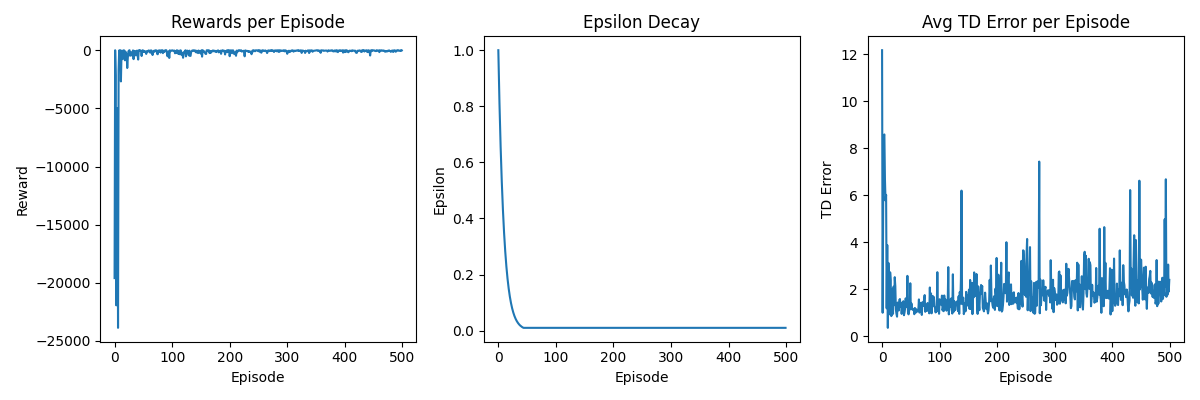 Rewards per Episode
Reward
0
−5000
−10000
−15000
−20000
−25000
0 100 200 300 400 500
Episode
Epsilon Decay
Epsilon
1.0
0.8
0.6
0.4
0.2
0.0
0 100 200 300 400 500
Episode
Avg TD Error per Episode
TD Error
12
10
8
6
4
2
0
0 100 200 300 400 500
Episode